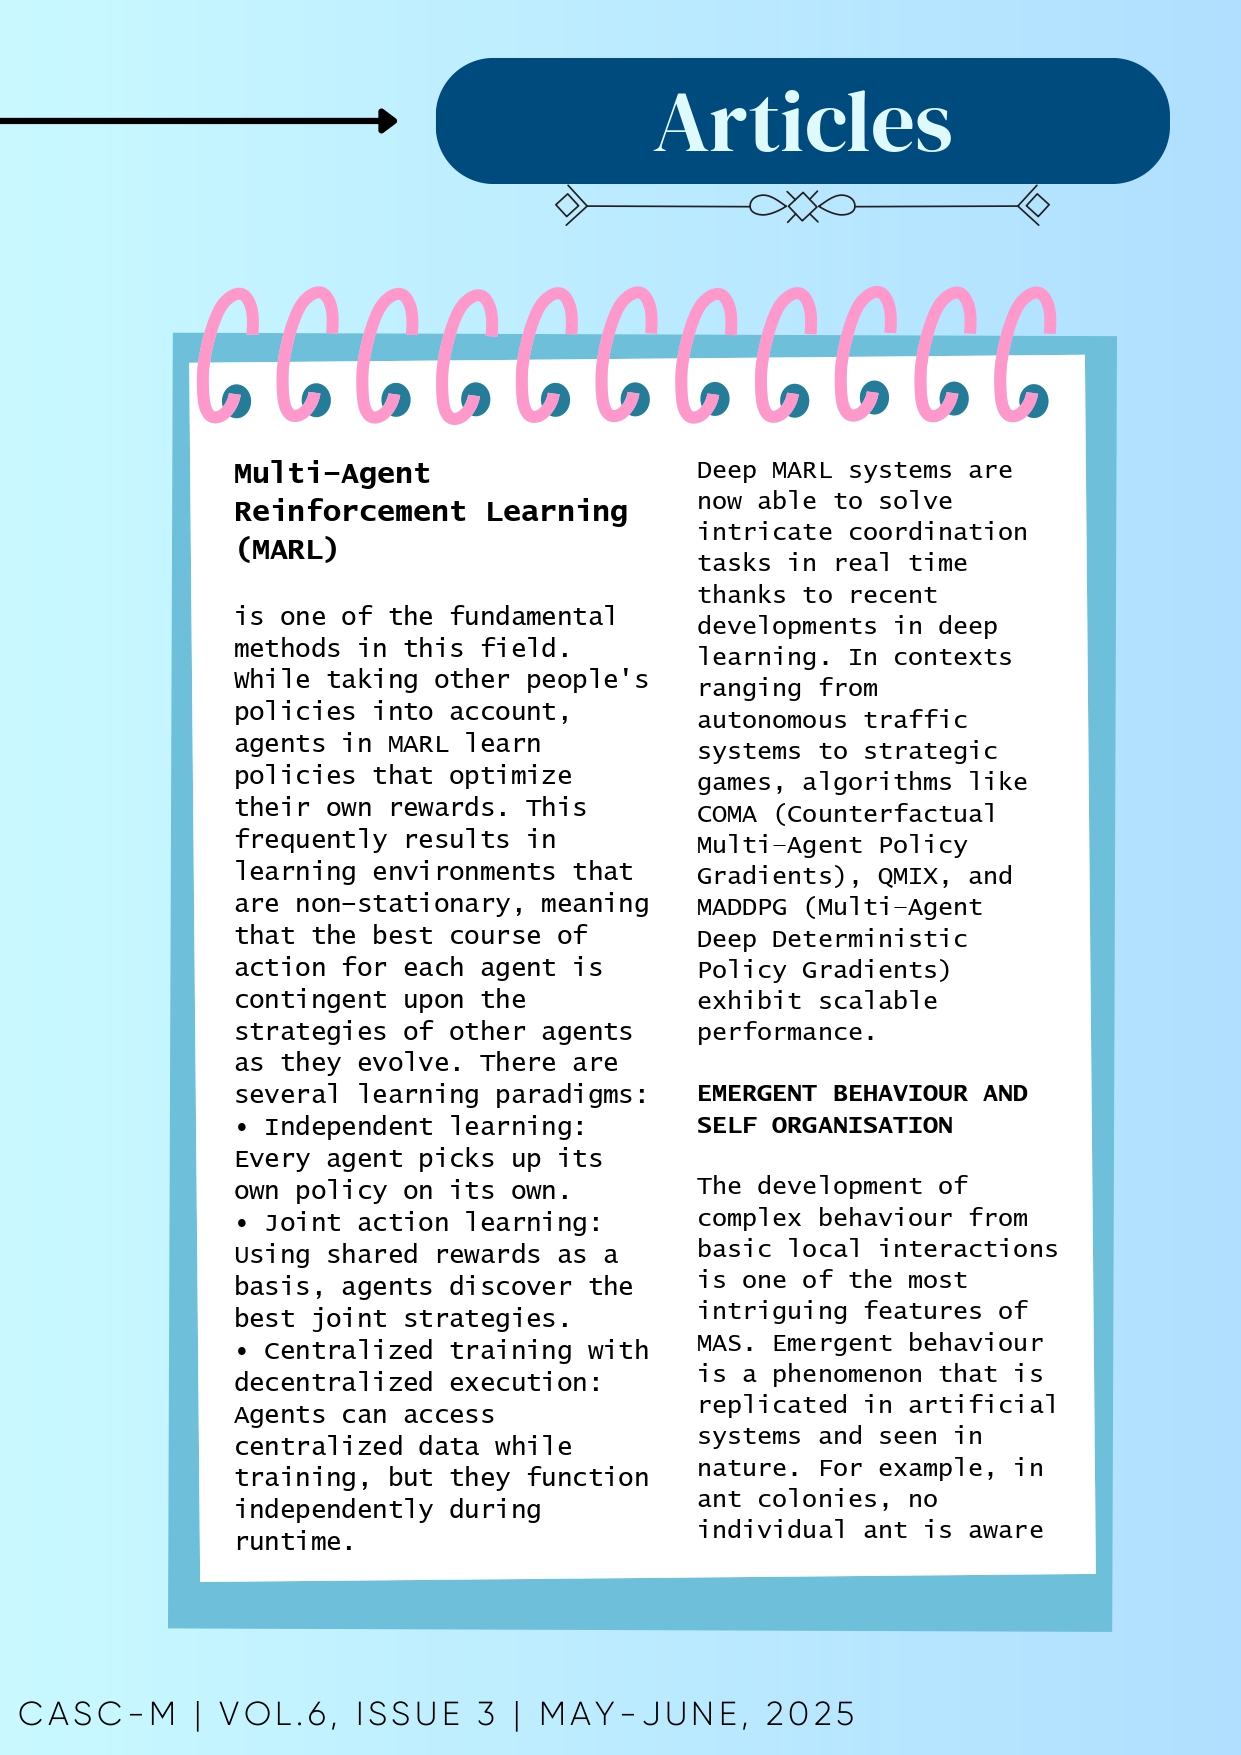 Articles
Multi-Agent
Reinforcement Learning
(MARL)
is one of the fundamental
methods in this field.
While taking other people's
policies into account,
agents in MARL learn
policies that optimize
their own rewards. This
frequently results in
learning environments that
are non-stationary, meaning
that the best course of
action for each agent is
contingent upon the
strategies of other agents
as they evolve. There are
several learning paradigms:
• Independent learning:
Every agent picks up its
own policy on its own.
• Joint action learning:
Using shared rewards as a
basis, agents discover the
best joint strategies.
• Centralized training with
decentralized execution:
Agents can access
centralized data while
training, but they function
independently during
runtime.
Deep MARL systems are
now able to solve
intricate coordination
tasks in real time
thanks to recent
developments in deep
learning. In contexts
ranging from
autonomous traffic
systems to strategic
games, algorithms like
COMA (Counterfactual
Multi-Agent Policy
Gradients), QMIX, and
MADDPG (Multi-Agent
Deep Deterministic
Policy Gradients)
exhibit scalable
performance.
EMERGENT BEHAVIOUR AND
SELF ORGANISATION
The development of
complex behaviour from
basic local interactions
is one of the most
intriguing features of
MAS. Emergent behaviour
is a phenomenon that is
replicated in artificial
systems and seen in
nature. For example, in
ant colonies, no
individual ant is aware
CASC-M | VOL.6, ISSUE 3 | MAY-JUNE, 2025